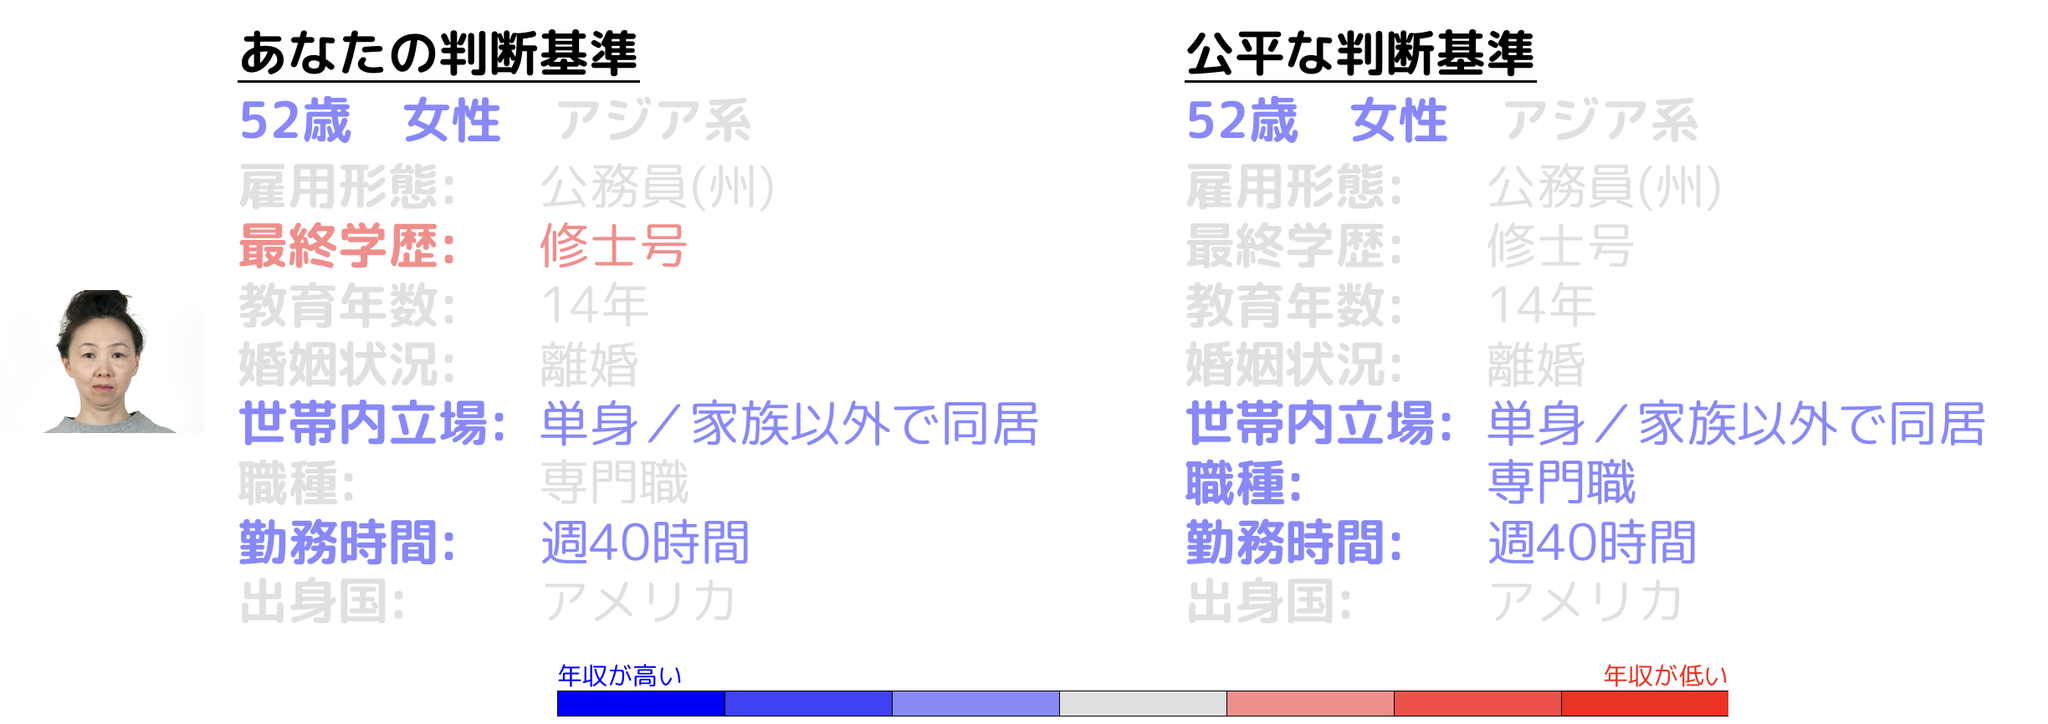 あなたの判断基準
52歳 女性 アジア系
雇用形態: 公務員(州)
最終学歴: 修士号
教育年数: 14年
婚姻状況: 離婚
世帯内立場: 単身／家族以外で同居
職種: 専門職
勤務時間: 週40時間
出身国: アメリカ
公平な判断基準
52歳 女性 アジア系
雇用形態: 公務員(州)
最終学歴: 修士号
教育年数: 14年
婚姻状況: 離婚
世帯内立場: 単身／家族以外で同居
職種: 専門職
勤務時間: 週40時間
出身国: アメリカ
年収が高い
年収が低い